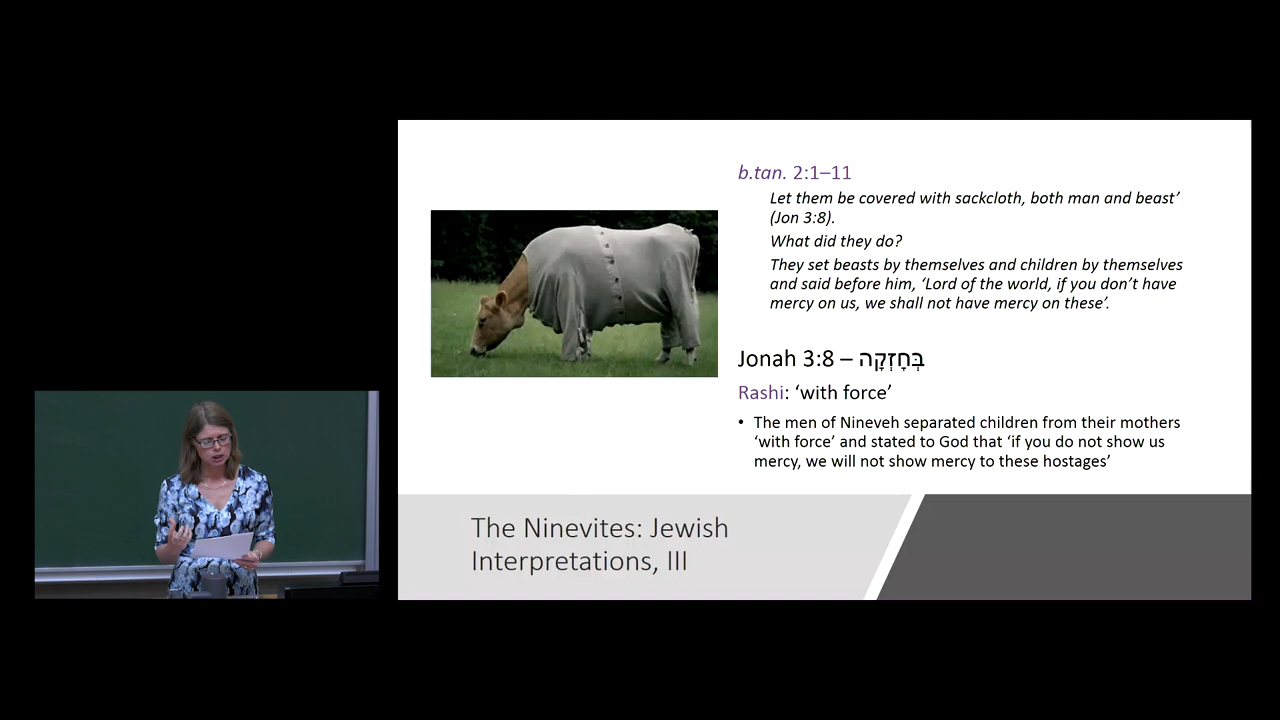 b.tan. 2:1–11
Let them be covered with sackcloth, both man and beast’
(Jon 3:8).
What did they do?
They set beasts by themselves and children by themselves
and said before him, ‘Lord of the world, if you don’t have
mercy on us, we shall not have mercy on these’.
Jonah 3:8 – בְּחָזְקָה
Rashi: ‘with force’
• The men of Nineveh separated children from their mothers
‘with force’ and stated to God that ‘if you do not show us
mercy, we will not show mercy to these hostages’
The Ninevites: Jewish
Interpretations, III